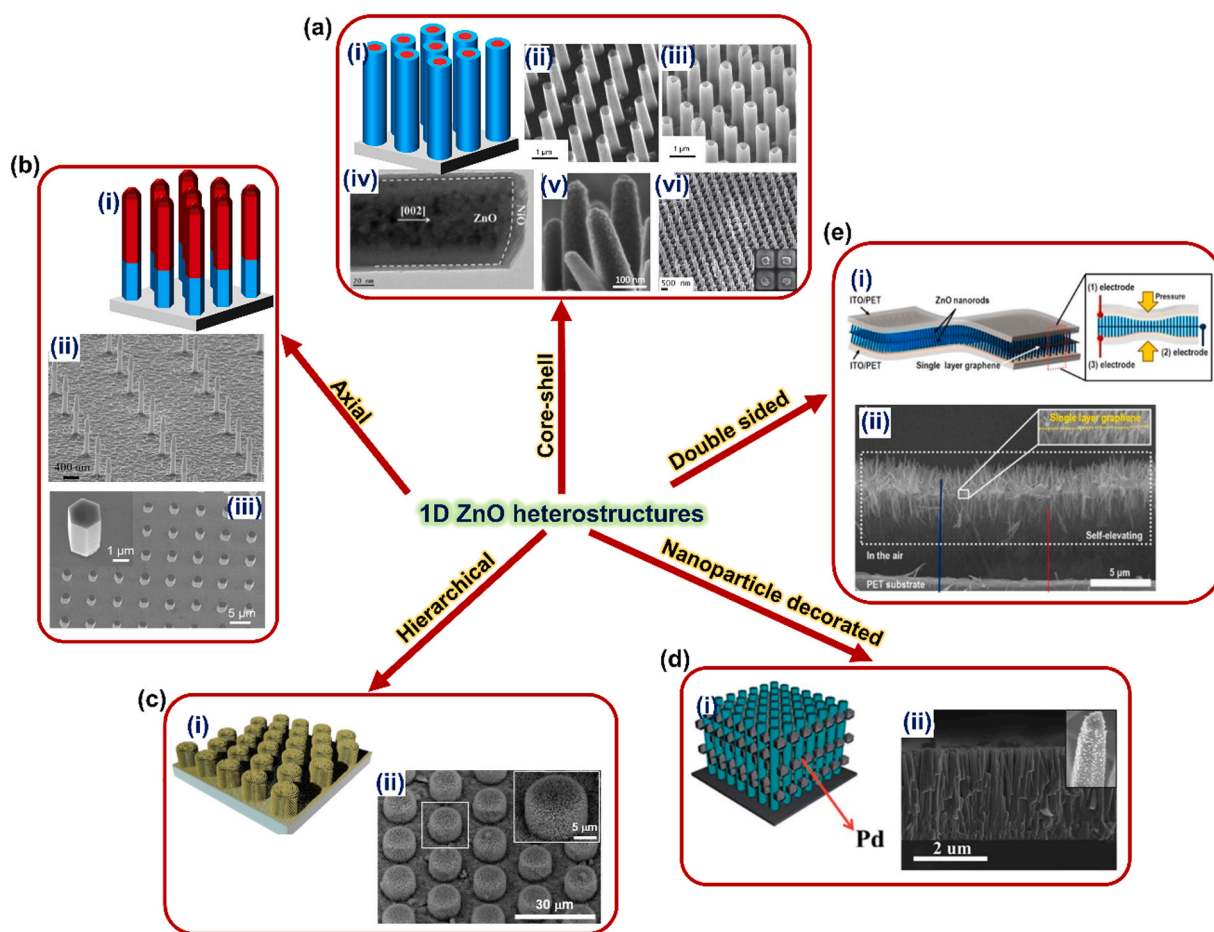 (a)
(i)
(ii)
(iii)
1 μm
1 μm
(iv)
[002]
ZnO
NiO
20 nm
(v)
100 nm
(vi)
500 nm
(b)
(i)
(ii)
400 nm
(iii)
1 μm
5 μm
(e)
(i)
ITO/PET
ZnO nanorods
ITO/PET
Single layer graphene
(1) electrode
Pressure
(2) electrode
(3) electrode
(ii)
Single layer graphene
Self-elevating
In the air
PET substrate
5 μm
Axial
Core-shell
Double sided
1D ZnO heterostructures
Hierarchical
Nanoparticle decorated
(c)
(i)
(ii)
5 μm
30 μm
(d)
(i)
Pd
(ii)
2 um